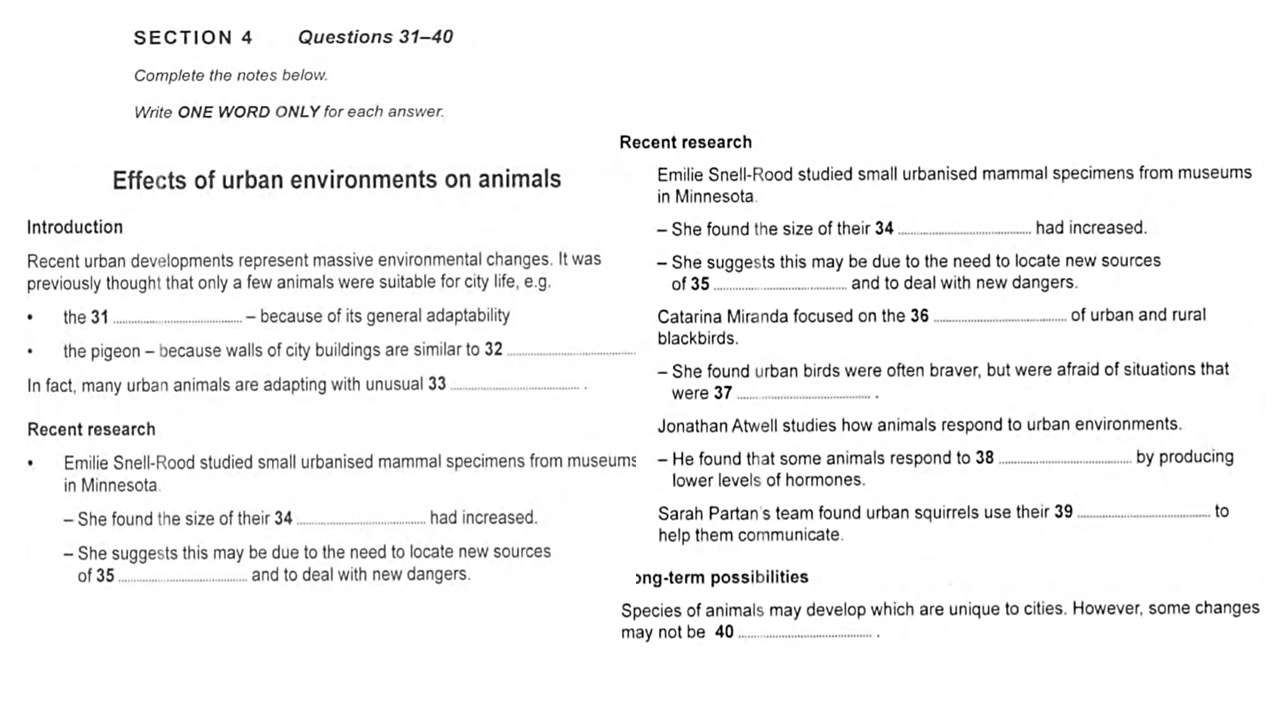 SECTION 4 Questions 31–40
Complete the notes below.
Write ONE WORD ONLY for each answer.
Effects of urban environments on animals
Introduction
Recent urban developments represent massive environmental changes. It was
previously thought that only a few animals were suitable for city life, e.g.
• the 31 ........................ – because of its general adaptability
• the pigeon – because walls of city buildings are similar to 32 ........................
In fact, many urban animals are adapting with unusual 33 ........................ .
Recent research
• Emilie Snell-Rood studied small urbanised mammal specimens from museums
in Minnesota.
– She found the size of their 34 ........................ had increased.
– She suggests this may be due to the need to locate new sources
of 35 ........................ and to deal with new dangers.
Recent research
Emilie Snell-Rood studied small urbanised mammal specimens from museums
in Minnesota.
– She found the size of their 34 ........................ had increased.
– She suggests this may be due to the need to locate new sources
of 35 ........................ and to deal with new dangers.
Catarina Miranda focused on the 36 ........................ of urban and rural
blackbirds.
– She found urban birds were often braver, but were afraid of situations that
were 37 ........................ .
Jonathan Atwell studies how animals respond to urban environments.
– He found that some animals respond to 38 ........................ by producing
lower levels of hormones.
Sarah Partan's team found urban squirrels use their 39 ........................ to
help them communicate.
ong-term possibilities
Species of animals may develop which are unique to cities. However, some changes
may not be 40 ........................ .